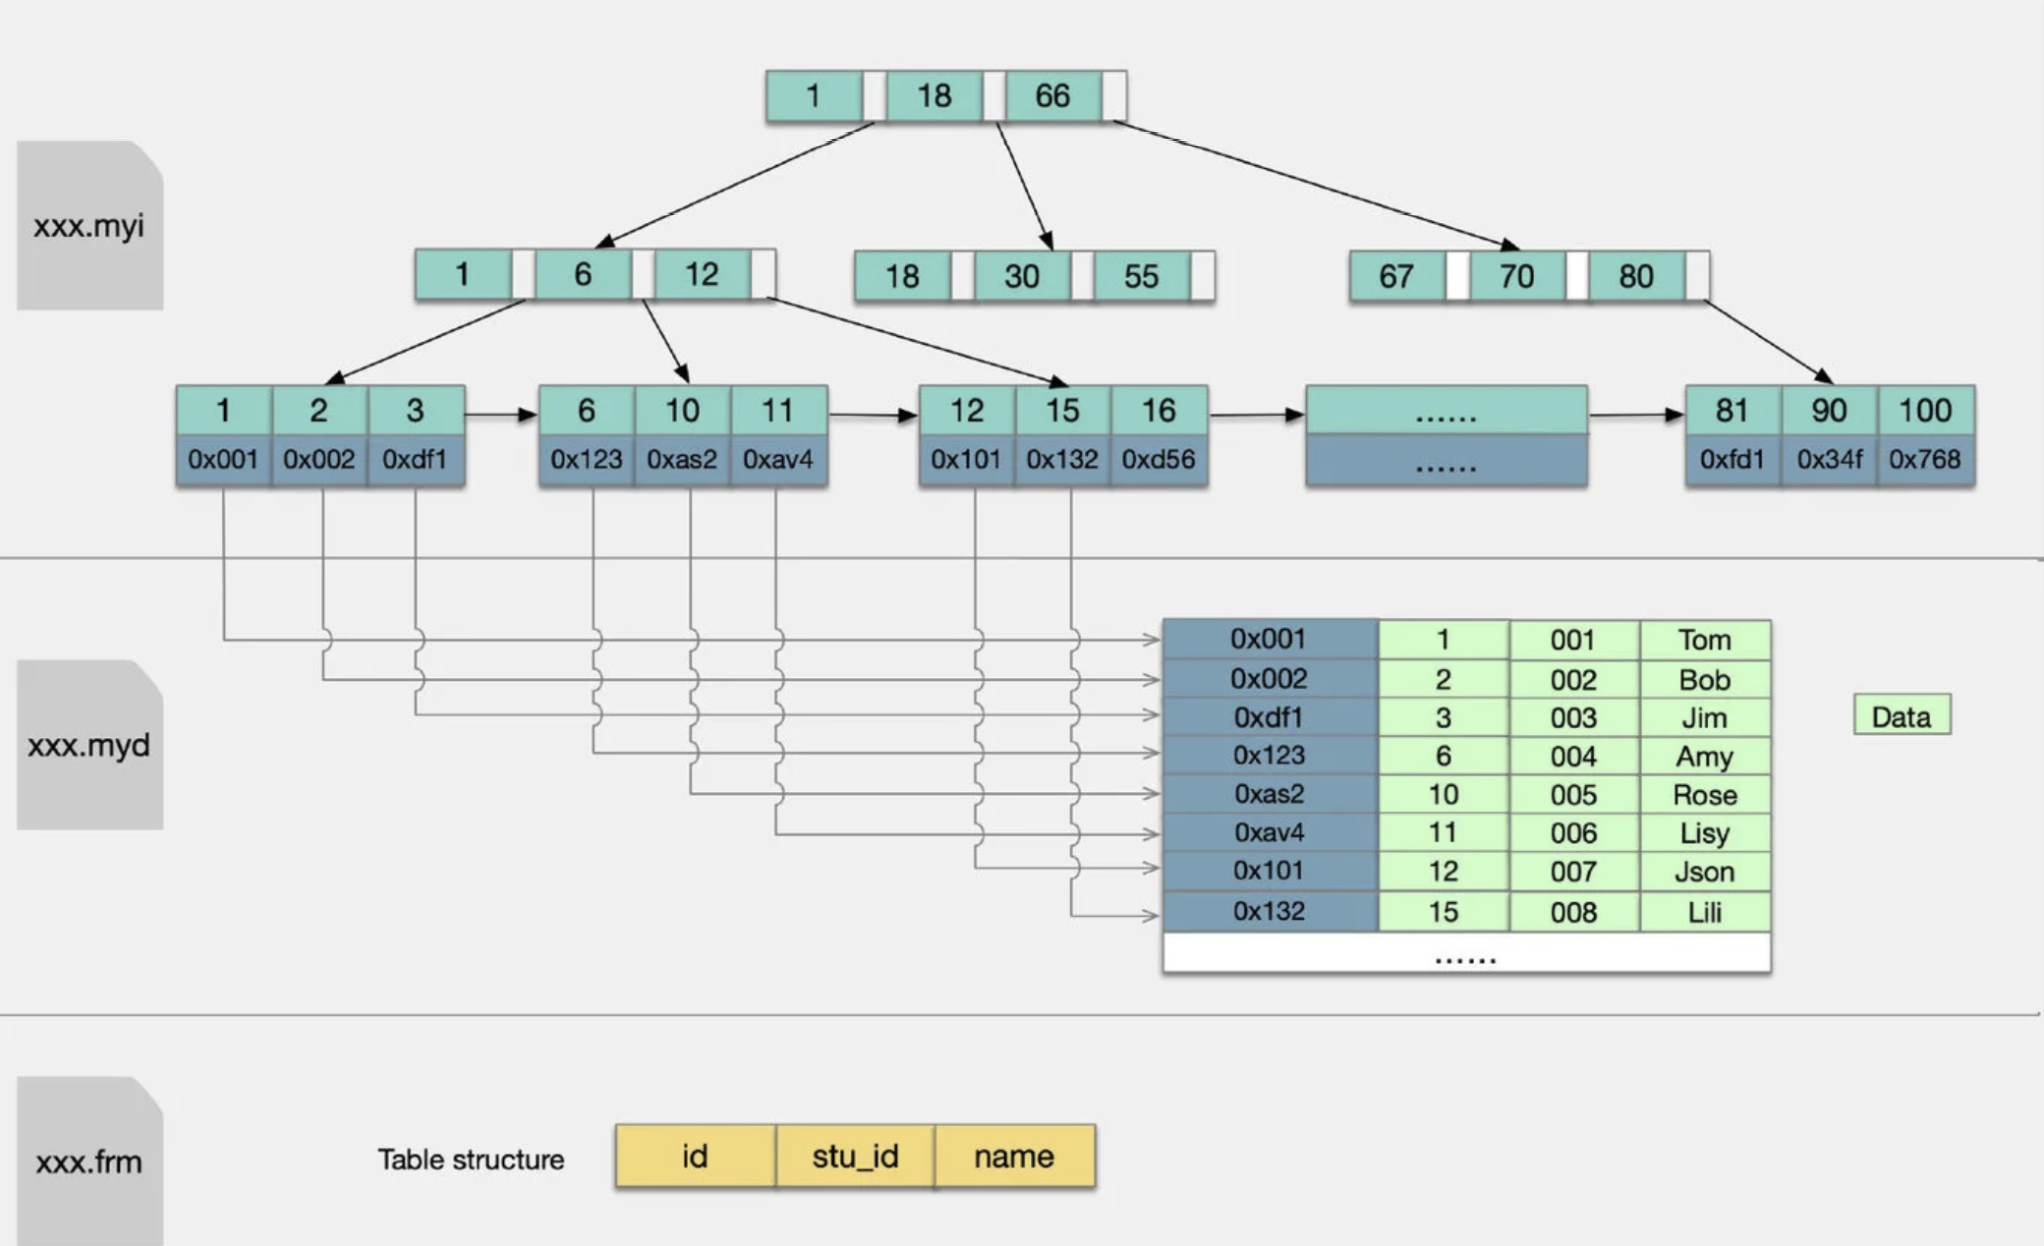 1 18 66
xxx.myi
1 6 12
18 30 55
67 70 80
1 2 3
0x001 0x002 0xdf1
6 10 11
0x123 0xas2 0xav4
12 15 16
0x101 0x132 0xd56
......
......
81 90 100
0xfd1 0x34f 0x768
xxx.myd
0x001 1 001 Tom
0x002 2 002 Bob
0xdf1 3 003 Jim
0x123 6 004 Amy
0xas2 10 005 Rose
0xav4 11 006 Lisy
0x101 12 007 Json
0x132 15 008 Lili
......
Data
xxx.frm
Table structure
id stu_id name